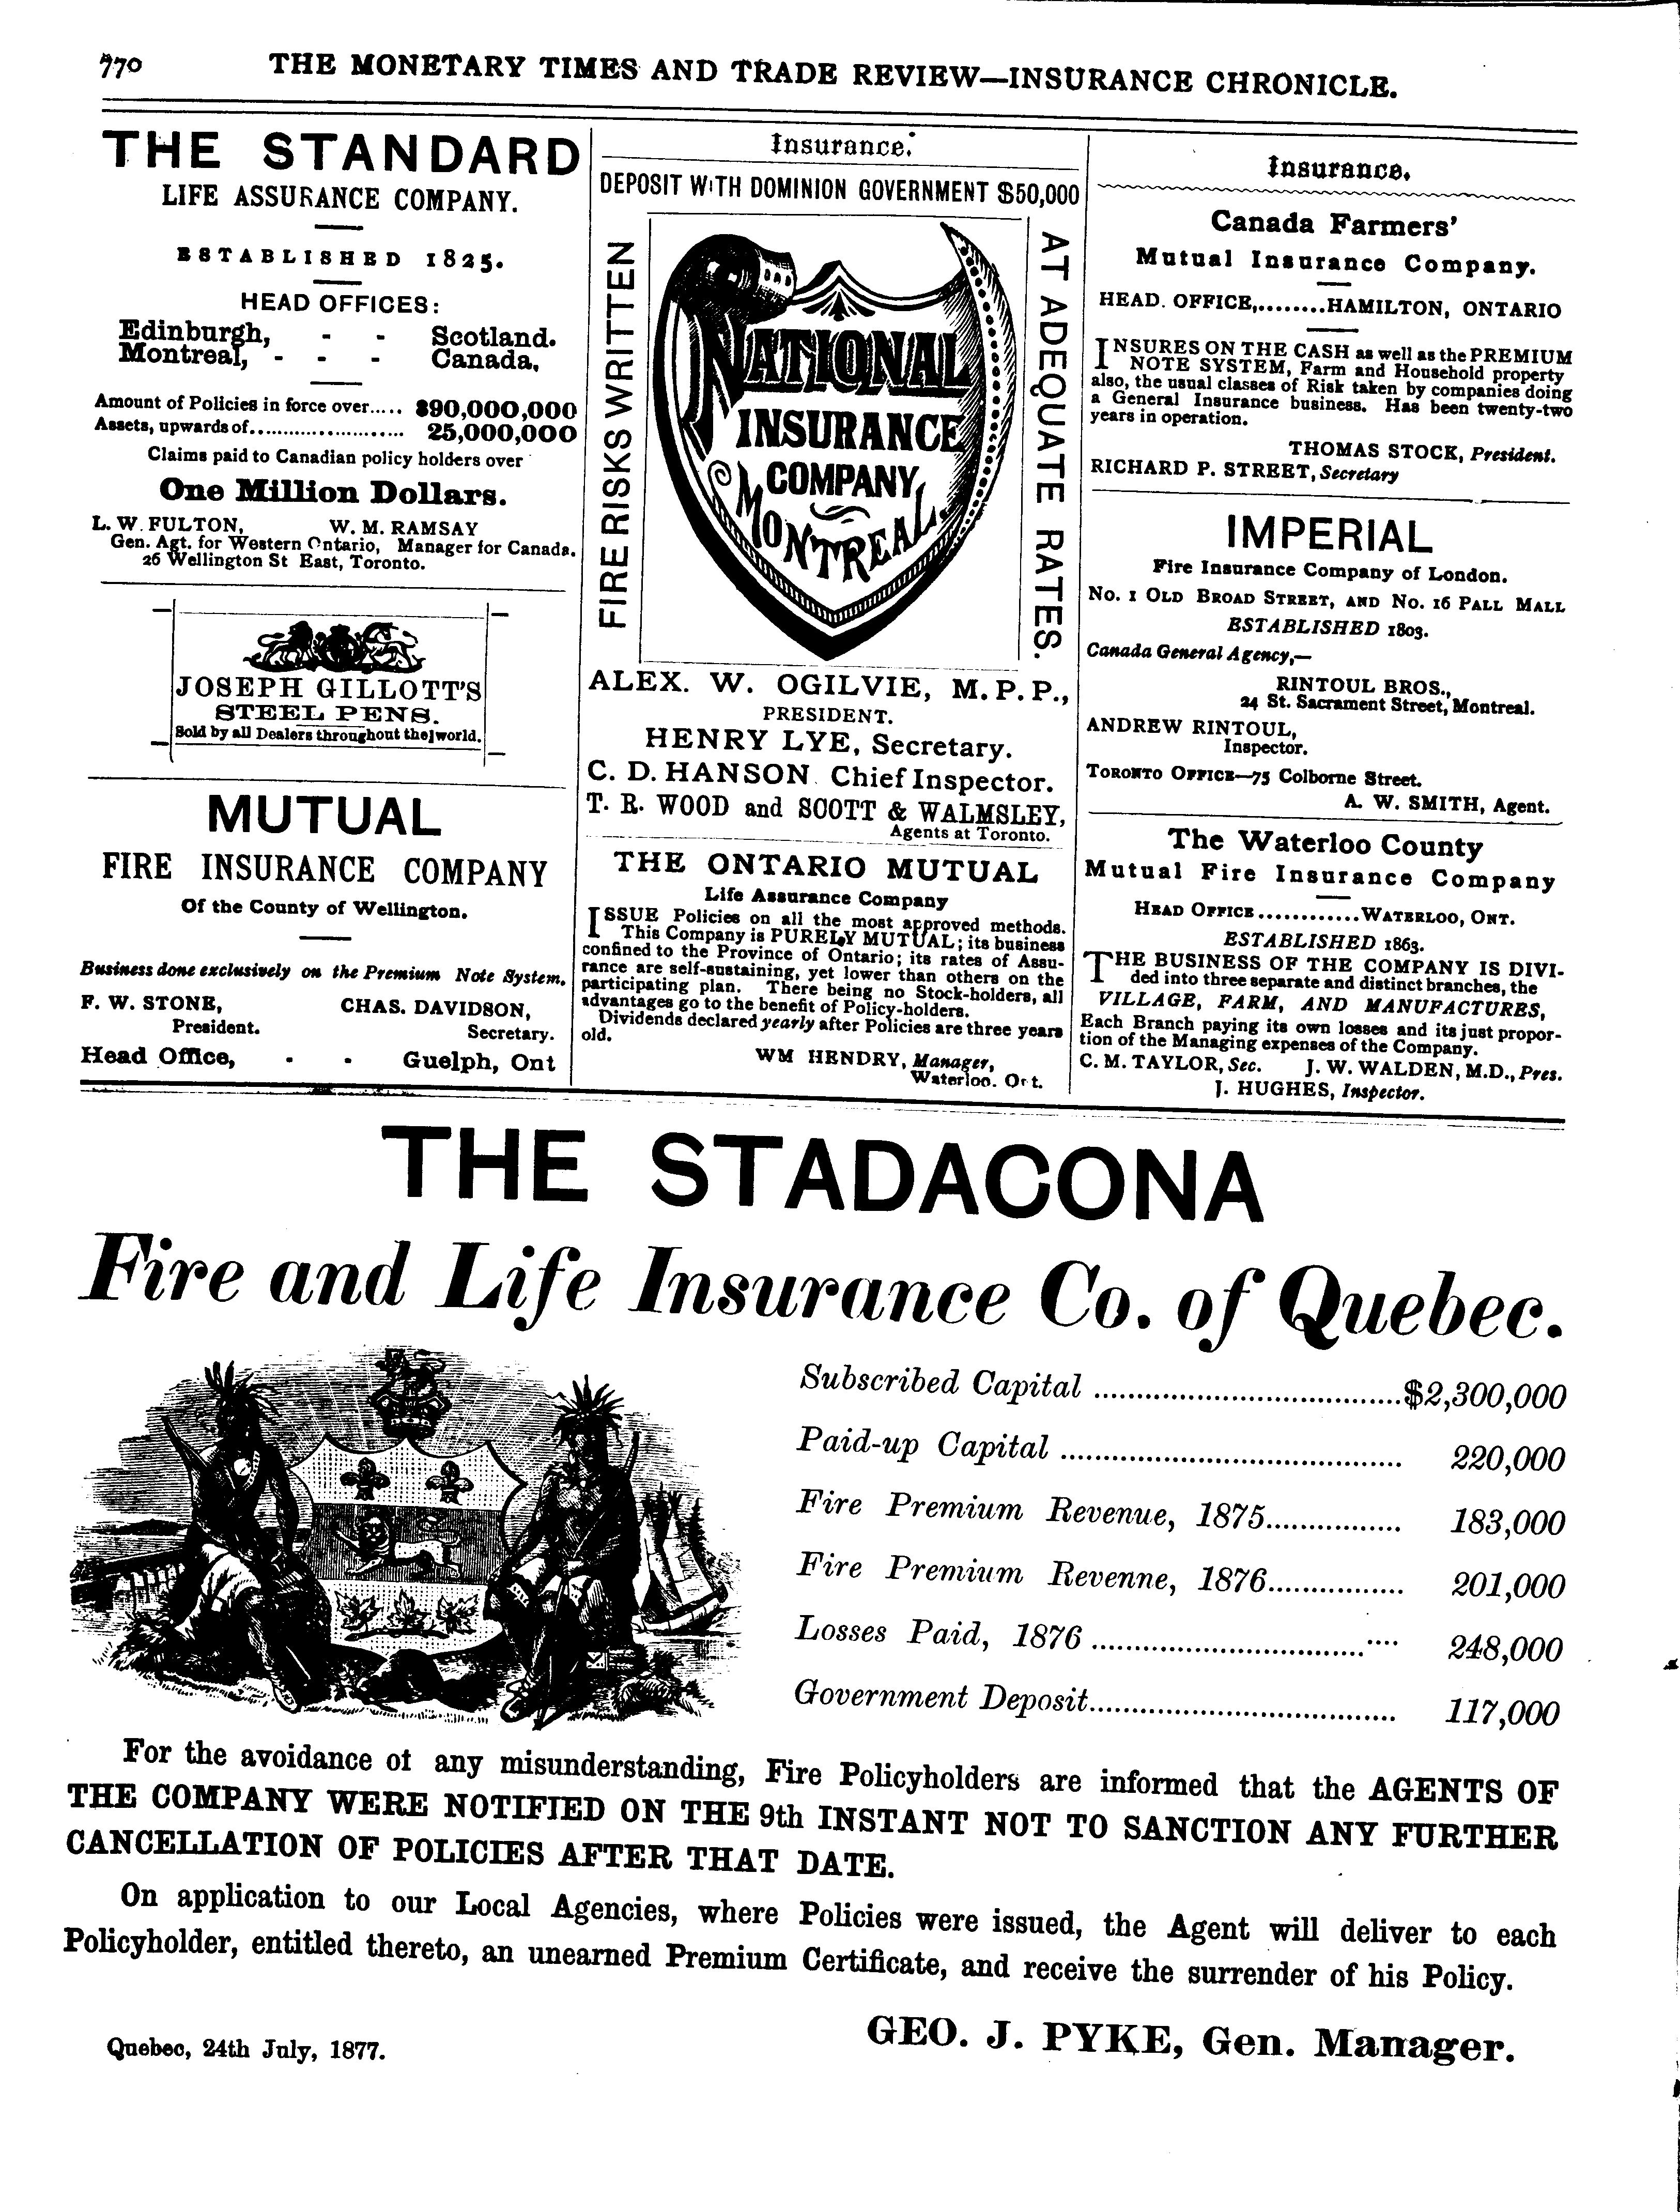 770 THE MONETARY TIMES AND TRADE REVIEW—INSURANCE CHRONICLE.
THE STANDARD
LIFE ASSURANCE COMPANY.
ESTABLISHED 1825.
HEAD OFFICES:
Edinburgh, - - Scotland.
Montreal, - - - Canada,
Amount of Policies in force over..... $90,000,000
Assets, upwards of........................ 25,000,000
Claims paid to Canadian policy holders over
One Million Dollars.
L. W. FULTON, W. M. RAMSAY
Gen. Agt. for Western Ontario, Manager for Canada.
26 Wellington St East, Toronto.
JOSEPH GILLOTT'S
STEEL PENS.
Sold by all Dealers throughout the world.
MUTUAL
FIRE INSURANCE COMPANY
Of the County of Wellington.
Business done exclusively on the Premium Note System.
F. W. STONE, CHAS. DAVIDSON,
President. Secretary.
Head Office, - - Guelph, Ont
Insurance.
DEPOSIT WITH DOMINION GOVERNMENT $50,000
FIRE RISKS WRITTEN
NATIONAL
INSURANCE
COMPANY
MONTREAL.
AT ADEQUATE RATES.
ALEX. W. OGILVIE, M.P.P.,
PRESIDENT.
HENRY LYE, Secretary.
C. D. HANSON Chief Inspector.
T. R. WOOD and SCOTT & WALMSLEY,
Agents at Toronto.
THE ONTARIO MUTUAL
Life Assurance Company
ISSUE Policies on all the most approved methods.
This Company is PURELY MUTUAL; its business
confined to the Province of Ontario; its rates of Assu-
rance are self-sustaining, yet lower than others on the
participating plan. There being no Stock-holders, all
advantages go to the benefit of Policy-holders.
Dividends declared yearly after Policies are three years
old.
WM HENDRY, Manager,
Waterloo. Ort.
Insurance.
Canada Farmers'
Mutual Insurance Company.
HEAD. OFFICE,........HAMILTON, ONTARIO
INSURES ON THE CASH as well as the PREMIUM
NOTE SYSTEM, Farm and Household property
also, the usual classes of Risk taken by companies doing
a General Insurance business. Has been twenty-two
years in operation.
THOMAS STOCK, President.
RICHARD P. STREET, Secretary
IMPERIAL
Fire Insurance Company of London.
No. 1 OLD BROAD STREET, AND No. 16 PALL MALL
ESTABLISHED 1803.
Canada General Agency,—
RINTOUL BROS.,
24 St. Sacrament Street, Montreal.
ANDREW RINTOUL,
Inspector.
TORONTO OFFICE—75 Colborne Street.
A. W. SMITH, Agent.
The Waterloo County
Mutual Fire Insurance Company
HEAD OFFICE............WATERLOO, ONT.
ESTABLISHED 1863.
THE BUSINESS OF THE COMPANY IS DIVI-
ded into three separate and distinct branches, the
VILLAGE, FARM, AND MANUFACTURES,
Each Branch paying its own losses and its just propor-
tion of the Managing expenses of the Company.
C. M. TAYLOR, Sec. J. W. WALDEN, M.D., Pres.
J. HUGHES, Inspector.
THE STADACONA
Fire and Life Insurance Co. of Quebec.
Subscribed Capital ....................................$2,300,000
Paid-up Capital ........................................ 220,000
Fire Premium Revenue, 1875................ 183,000
Fire Premium Revenne, 1876................ 201,000
Losses Paid, 1876 .................................... 248,000
Government Deposit.................................... 117,000
For the avoidance of any misunderstanding, Fire Policyholders are informed that the AGENTS OF
THE COMPANY WERE NOTIFIED ON THE 9th INSTANT NOT TO SANCTION ANY FURTHER
CANCELLATION OF POLICIES AFTER THAT DATE.
On application to our Local Agencies, where Policies were issued, the Agent will deliver to each
Policyholder, entitled thereto, an unearned Premium Certificate, and receive the surrender of his Policy.
GEO. J. PYKE, Gen. Manager.
Quebec, 24th July, 1877.